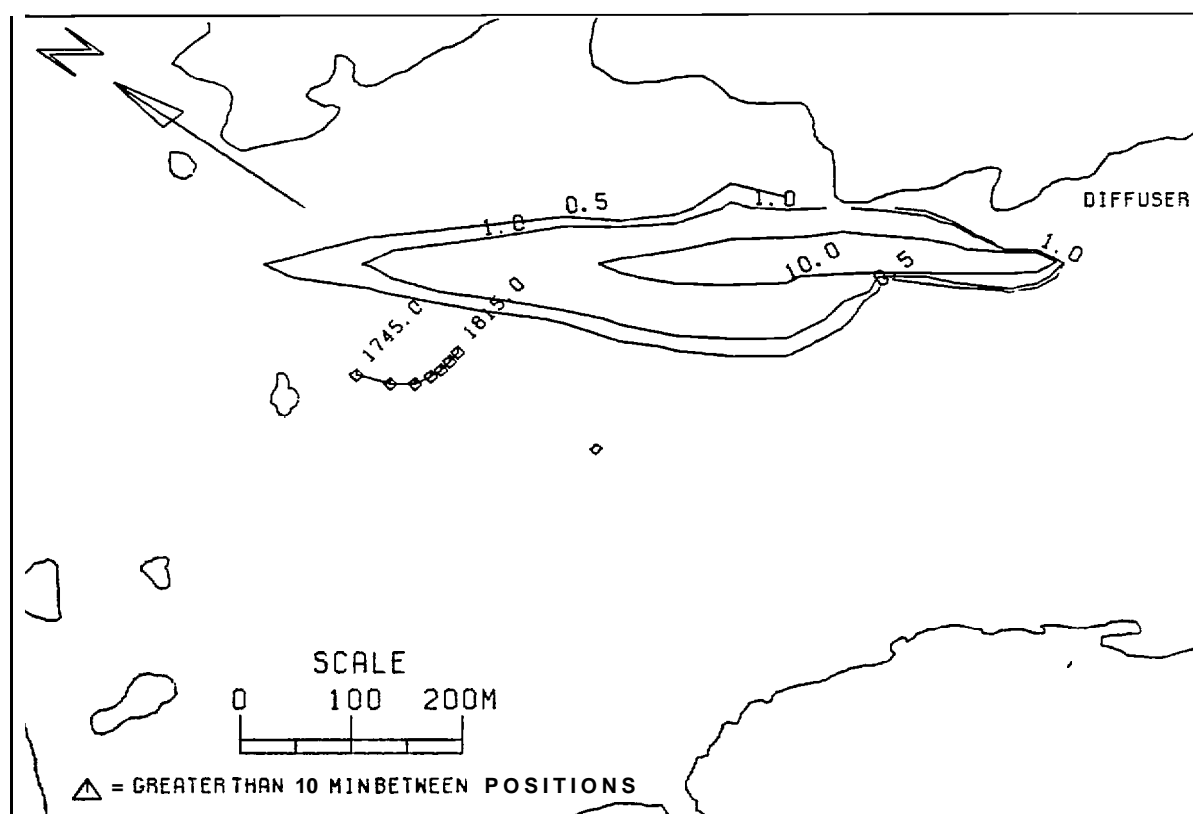 N
0.5
1.0
1.0
DIFFUSER
1.0
10.0
0.5
1745.0
1815.0
SCALE
0 100 200M
= GREATER THAN 10 MIN BETWEEN POSITIONS